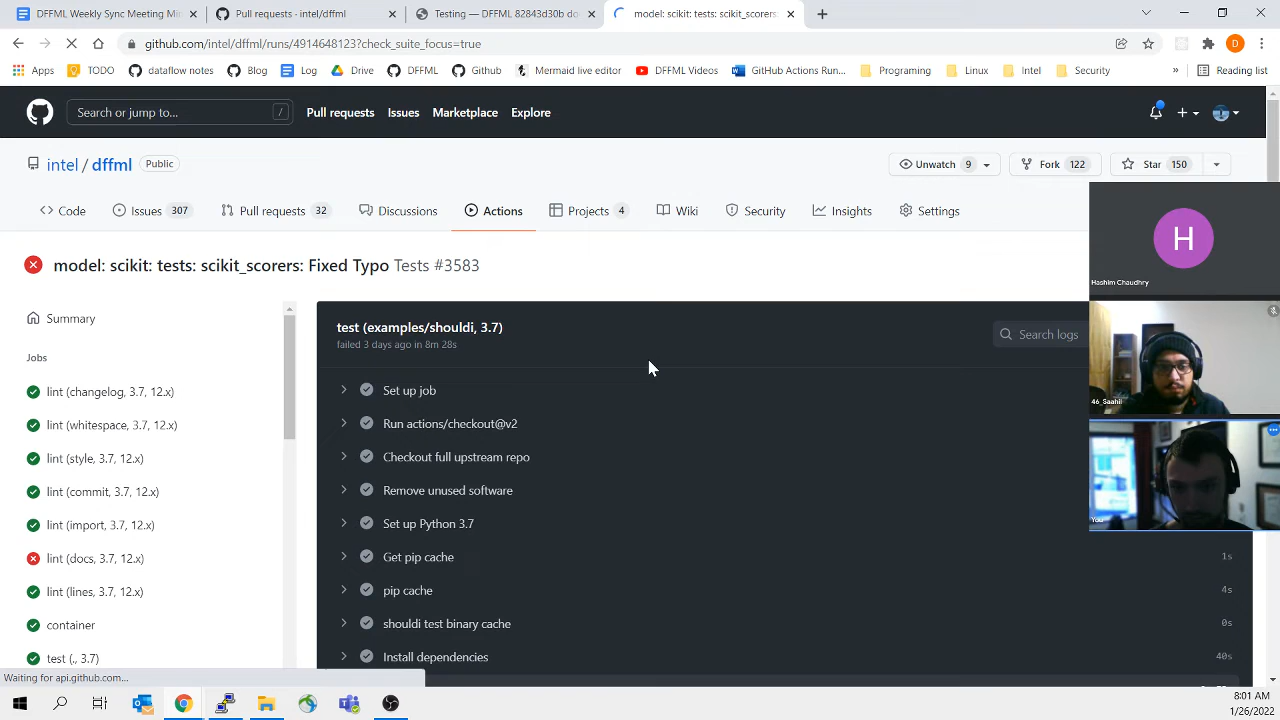 DFFML Weekly Sync Meeting Mi
Pull requests · intel/dffml
Testing — DFFML 82843d30b do
model: scikit: tests: scikit_scorers:
github.com/intel/dffml/runs/4914648123?check_suite_focus=true
Apps
TODO
dataflow notes
Blog
Log
Drive
DFFML
Github
Mermaid live editor
DFFML Videos
GitHub Actions Run...
Programing
Linux
Intel
Security
»
Reading list
D
Search or jump to...
/
Pull requests
Issues
Marketplace
Explore
intel / dffml
Public
Unwatch 9
Fork 122
Star 150
Code
Issues 307
Pull requests 32
Discussions
Actions
Projects 4
Wiki
Security
Insights
Settings
model: scikit: tests: scikit_scorers: Fixed Typo Tests #3583
Summary
Jobs
lint (changelog, 3.7, 12.x)
lint (whitespace, 3.7, 12.x)
lint (style, 3.7, 12.x)
lint (commit, 3.7, 12.x)
lint (import, 3.7, 12.x)
lint (docs, 3.7, 12.x)
lint (lines, 3.7, 12.x)
container
test (., 3.7)
test (examples/shouldi, 3.7)
failed 3 days ago in 8m 28s
Search logs
Set up job
Run actions/checkout@v2
Checkout full upstream repo
Remove unused software
Set up Python 3.7
Get pip cache
1s
pip cache
4s
shouldi test binary cache
0s
Install dependencies
40s
H
Hashim Chaudhry
46_Saahil
You
Waiting for api.github.com...
8:01 AM
1/26/2022